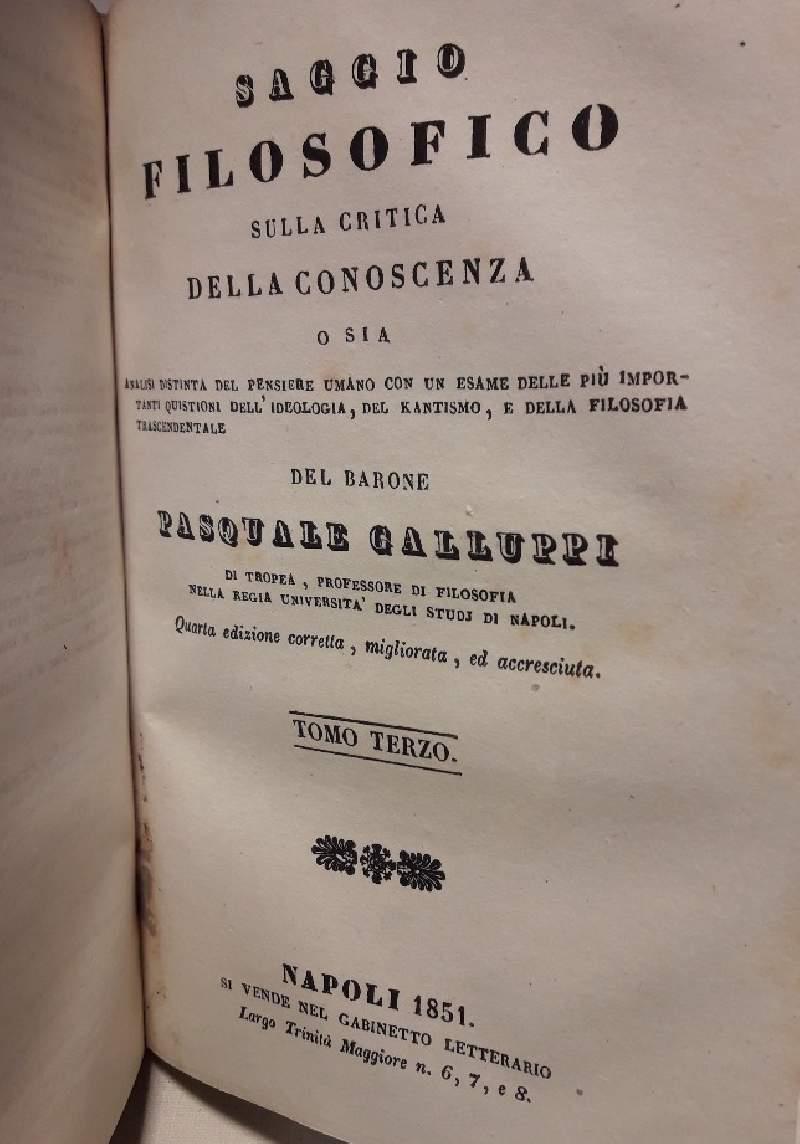 SAGGIO
FILOSOFICO
SULLA CRITICA
DELLA CONOSCENZA
O SIA
ANALISI DISTINTA DEL PENSIERE UMANO CON UN ESAME DELLE PIÙ IMPOR-
TANTI QUISTIONI DELL'IDEOLOGIA, DEL KANTISMO, E DELLA FILOSOFIA
TRASCENDENTALE
DEL BARONE
PASQUALE GALLUPPI
DI TROPEA, PROFESSORE DI FILOSOFIA
NELLA REGIA UNIVERSITA' DEGLI STUDJ DI NAPOLI.
Quarta edizione corretta, migliorata, ed accresciuta.
TOMO TERZO.
NAPOLI 1851.
SI VENDE NEL GABINETTO LETTERARIO
Largo Trinità Maggiore n. 6, 7, e 8.